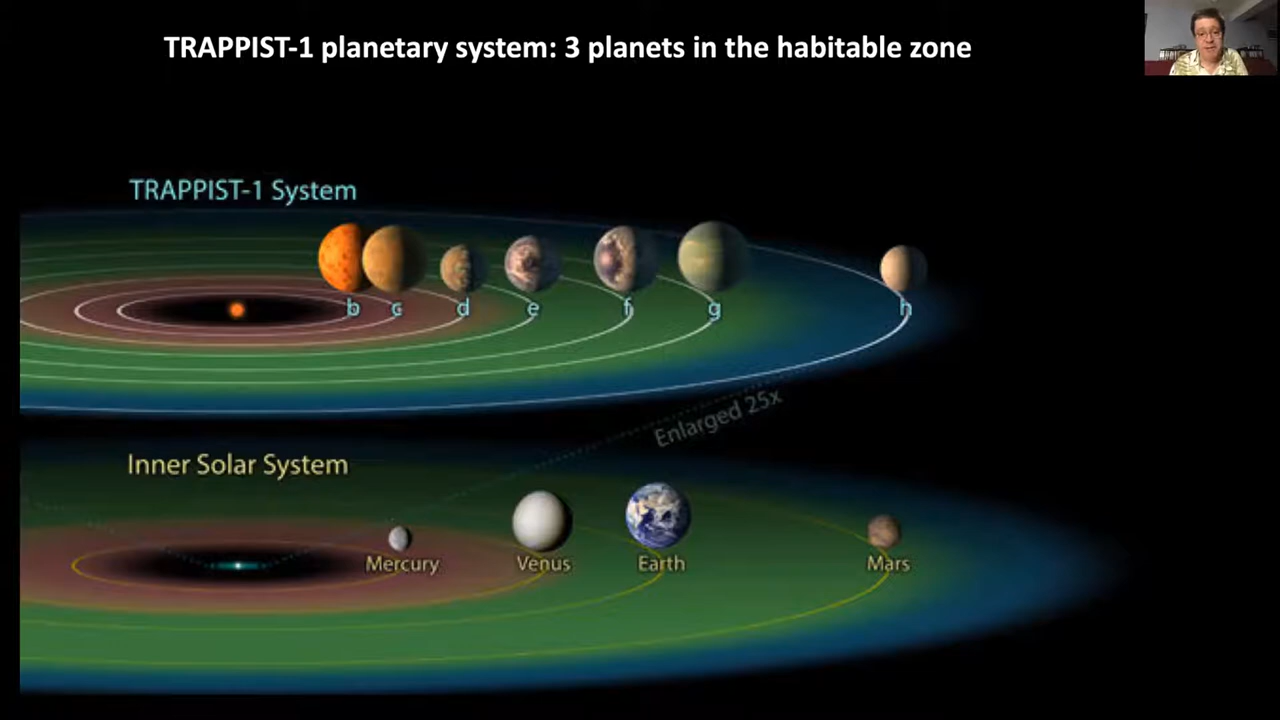 TRAPPIST-1 planetary system: 3 planets in the habitable zone
TRAPPIST-1 System
b c d e f g h
Enlarged 25x
Inner Solar System
Mercury Venus Earth Mars